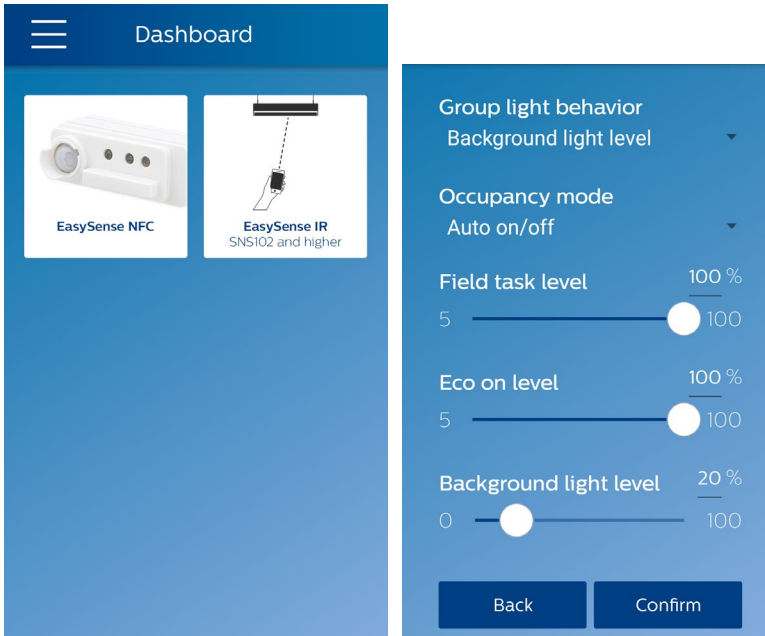 Dashboard
EasySense NFC
EasySense IR
SNS102 and higher
Group light behavior
Background light level
Occupancy mode
Auto on/off
Field task level 100 %
5 100
Eco on level 100 %
5 100
Background light level 20 %
0 100
Back Confirm